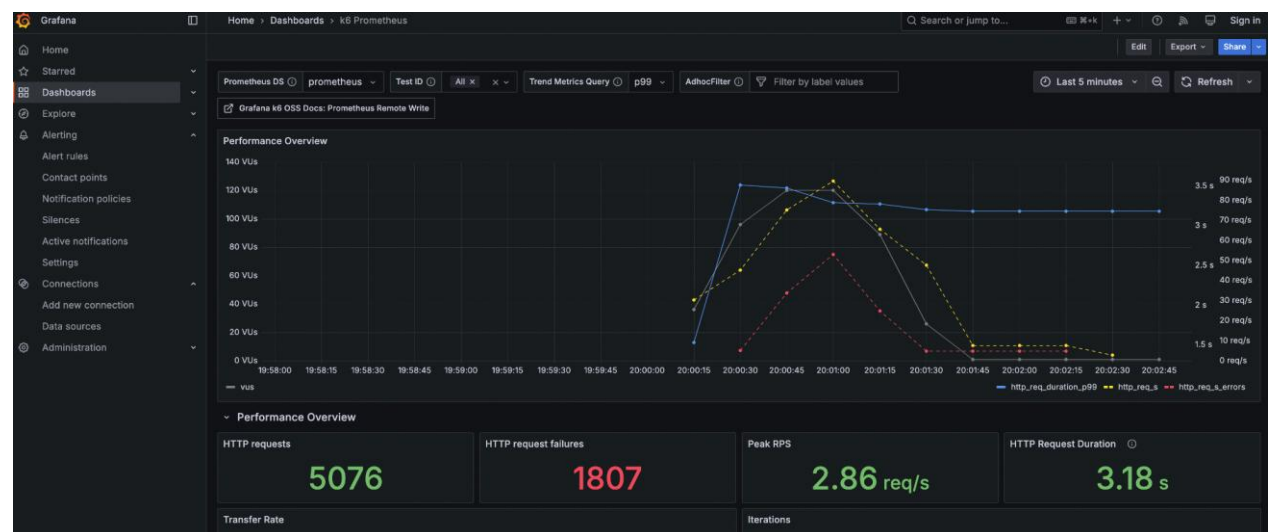 Grafana
Home › Dashboards › k6 Prometheus
Search or jump to...
⌘+k
Sign in
Edit
Export
Share
Home
Starred
Dashboards
Explore
Alerting
Alert rules
Contact points
Notification policies
Silences
Active notifications
Settings
Connections
Add new connection
Data sources
Administration
Prometheus DS prometheus Test ID All × × Trend Metrics Query p99 AdhocFilter Filter by label values
Last 5 minutes Refresh
Grafana k6 OSS Docs: Prometheus Remote Write
Performance Overview
140 VUs
120 VUs
100 VUs
80 VUs
60 VUs
40 VUs
20 VUs
0 VUs
3.5 s
3 s
2.5 s
2 s
1.5 s
90 req/s
80 req/s
70 req/s
60 req/s
50 req/s
40 req/s
30 req/s
20 req/s
10 req/s
0 req/s
19:58:00 19:58:15 19:58:30 19:58:45 19:59:00 19:59:15 19:59:30 19:59:45 20:00:00 20:00:15 20:00:30 20:00:45 20:01:00 20:01:15 20:01:30 20:01:45 20:02:00 20:02:15 20:02:30 20:02:45
vus
http_req_duration_p99 http_req_s http_req_s_errors
Performance Overview
HTTP requests
5076
HTTP request failures
1807
Peak RPS
2.86 req/s
HTTP Request Duration
3.18 s
Transfer Rate
Iterations